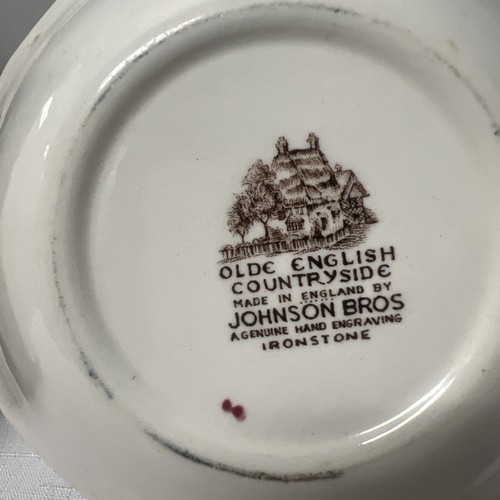 OLDE ENGLISH
COUNTRYSIDE
MADE IN ENGLAND BY
JOHNSON BROS
A GENUINE HAND ENGRAVING
IRONSTONE